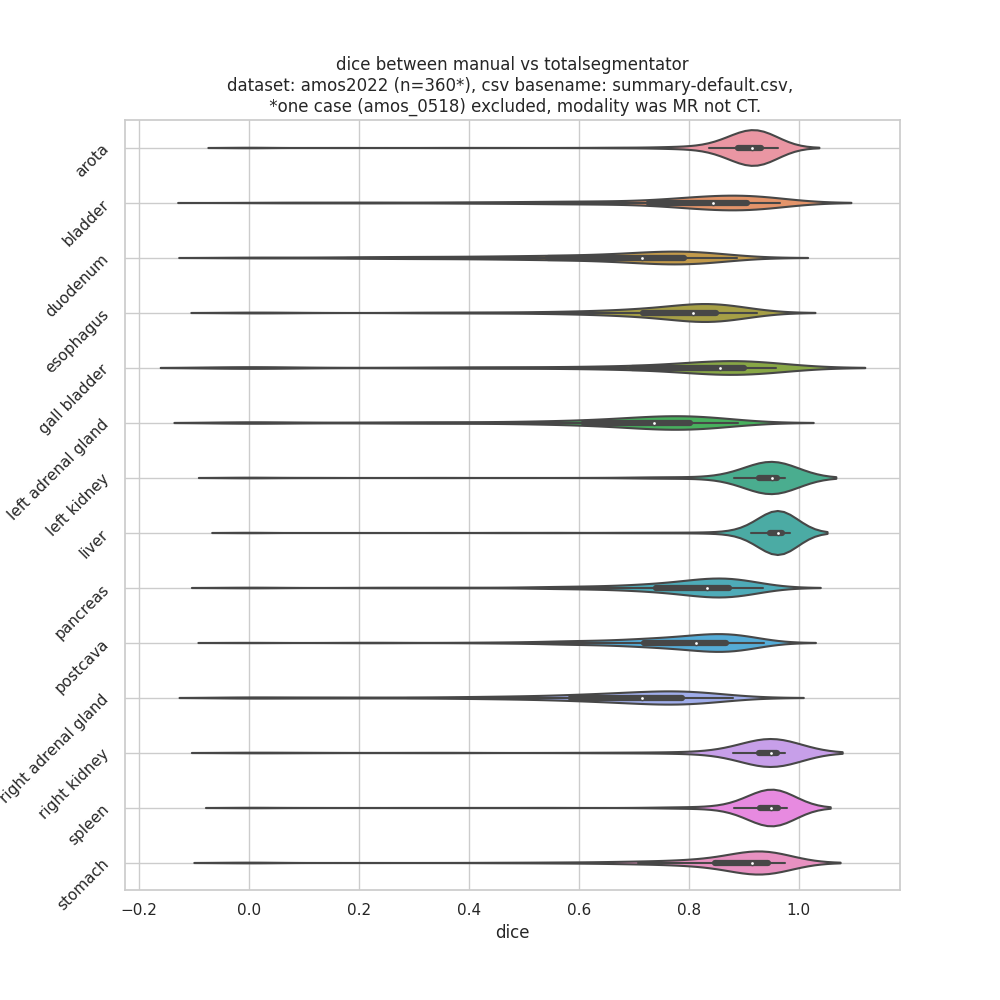 dice between manual vs totalsegmentator
dataset: amos2022 (n=360*), csv basename: summary-default.csv,
*one case (amos_0518) excluded, modality was MR not CT.
arota
bladder
duodenum
esophagus
gall bladder
left adrenal gland
left kidney
liver
pancreas
postcava
right adrenal gland
right kidney
spleen
stomach
−0.2 0.0 0.2 0.4 0.6 0.8 1.0
dice